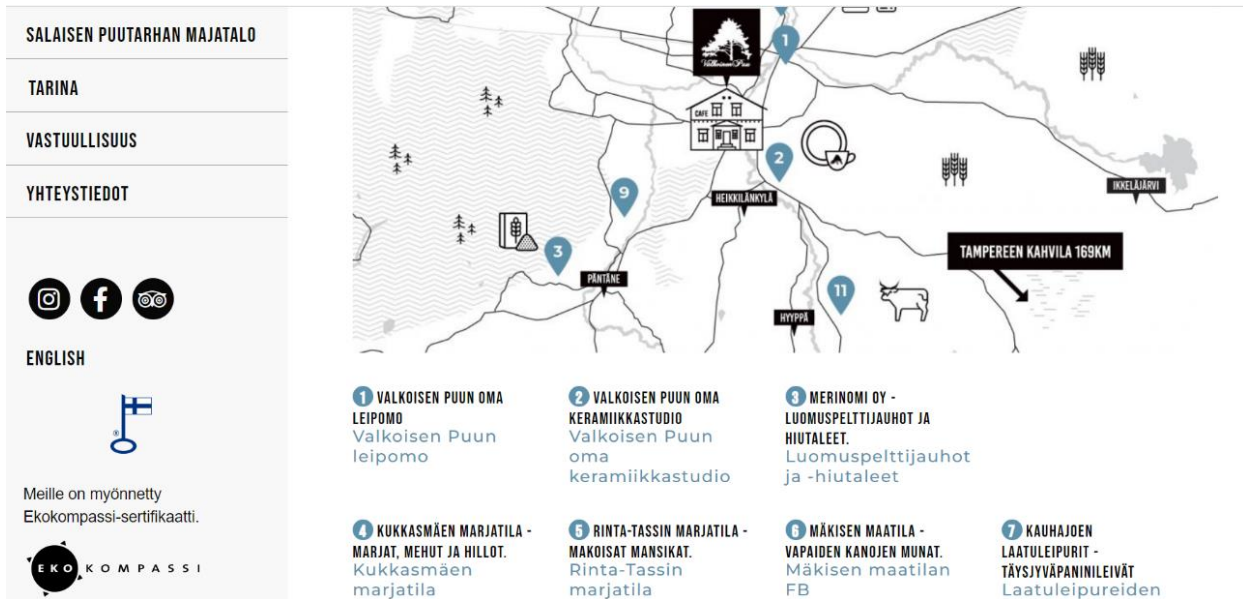 SALAISEN PUUTARHAN MAJATALO
TARINA
VASTUULLISUUS
YHTEYSTIEDOT
ENGLISH
®
Meille on myönnetty
Ekokompassi-sertifikaatti.
EKO KOMPASSI
1
Valkoinen Puu
CAFE
2
9
HEIKKILÄNKYLÄ
IKKELÄJÄRVI
3
TAMPEREEN KAHVILA 169KM
PÄNTÄNE
11
HYYPPÄ
1 VALKOISEN PUUN OMA
LEIPOMO
Valkoisen Puun
leipomo
2 VALKOISEN PUUN OMA
KERAMIIKKASTUDIO
Valkoisen Puun
oma
keramiikkastudio
3 MERINOMI OY -
LUOMUSPELTTIJAUHOT JA
HIUTALEET.
Luomuspelttijauhot
ja -hiutaleet
4 KUKKASMÄEN MARJATILA -
MARJAT, MEHUT JA HILLOT.
Kukkasmäen
marjatila
5 RINTA-TASSIN MARJATILA -
MAKOISAT MANSIKAT.
Rinta-Tassin
marjatila
6 MÄKISEN MAATILA -
VAPAIDEN KANOJEN MUNAT.
Mäkisen maatilan
FB
7 KAUHAJOEN
LAATULEIPURIT -
TÄYSJYVÄPANINILEIVÄT
Laatuleipureiden